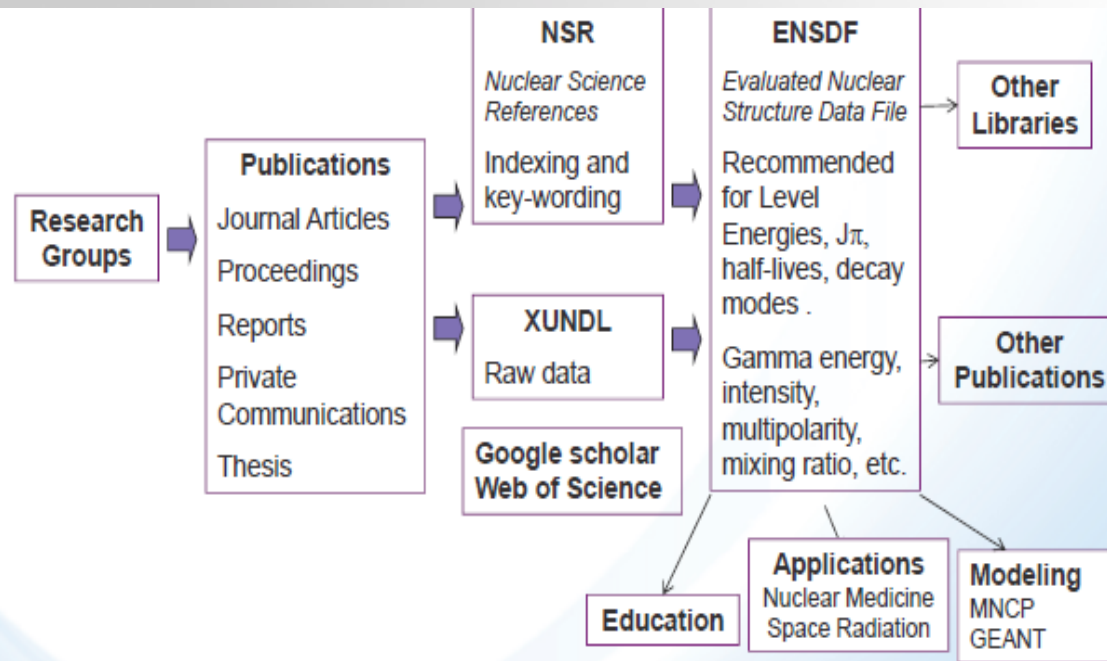 Research
Groups
Publications
Journal Articles
Proceedings
Reports
Private
Communications
Thesis
NSR
Nuclear Science
References
Indexing and
key-wording
XUNDL
Raw data
Google scholar
Web of Science
ENSDF
Evaluated Nuclear
Structure Data File
Recommended
for Level
Energies, Jπ,
half-lives, decay
modes .
Gamma energy,
intensity,
multipolarity,
mixing ratio, etc.
Other
Libraries
Other
Publications
Education
Applications
Nuclear Medicine
Space Radiation
Modeling
MNCP
GEANT